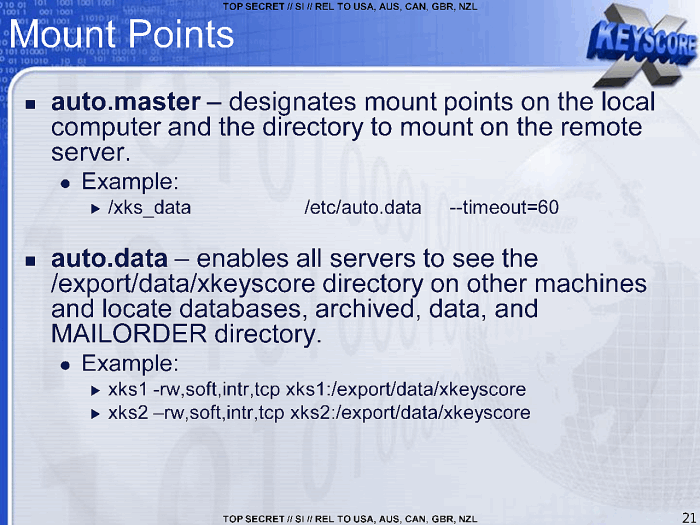 TOP SECRET // SI // REL TO USA, AUS, CAN, GBR, NZL
Mount Points
X
KEYSCORE
■ auto.master – designates mount points on the local
computer and the directory to mount on the remote
server.
● Example:
▶ /xks_data /etc/auto.data --timeout=60
■ auto.data – enables all servers to see the
/export/data/xkeyscore directory on other machines
and locate databases, archived, data, and
MAILORDER directory.
● Example:
▶ xks1 -rw,soft,intr,tcp xks1:/export/data/xkeyscore
▶ xks2 –rw,soft,intr,tcp xks2:/export/data/xkeyscore
TOP SECRET // SI // REL TO USA, AUS, CAN, GBR, NZL
21